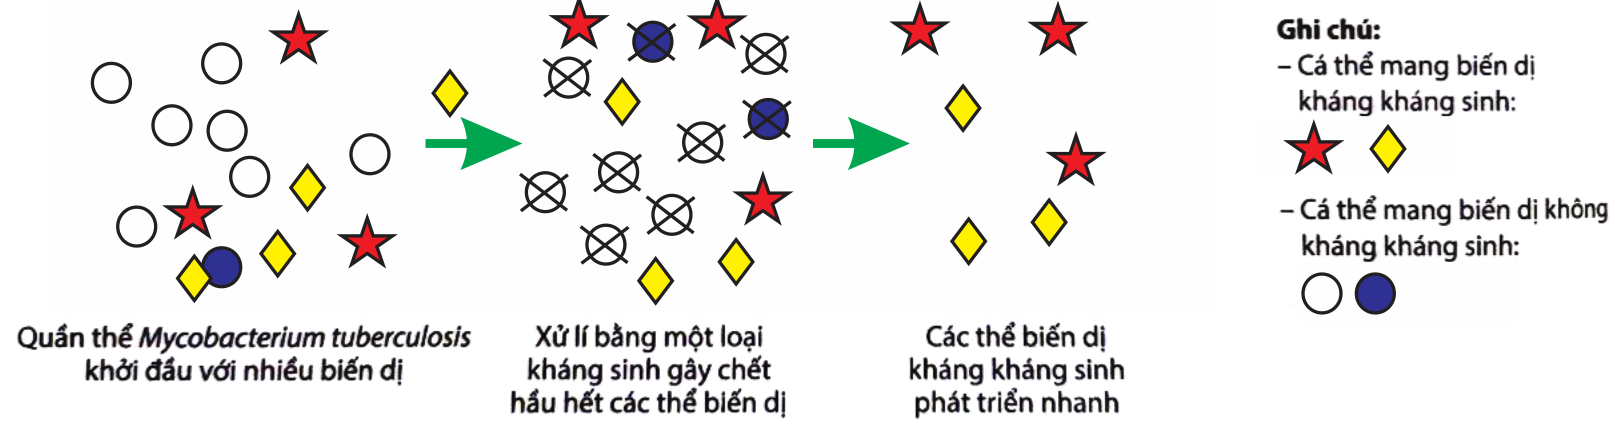 Quần thể Mycobacterium tuberculosis
khởi đầu với nhiều biến dị
Xử lí bằng một loại
kháng sinh gây chết
hầu hết các thể biến dị
Các thể biến dị
kháng kháng sinh
phát triển nhanh
Ghi chú:
– Cá thể mang biến dị
kháng kháng sinh:
– Cá thể mang biến dị không
kháng kháng sinh: